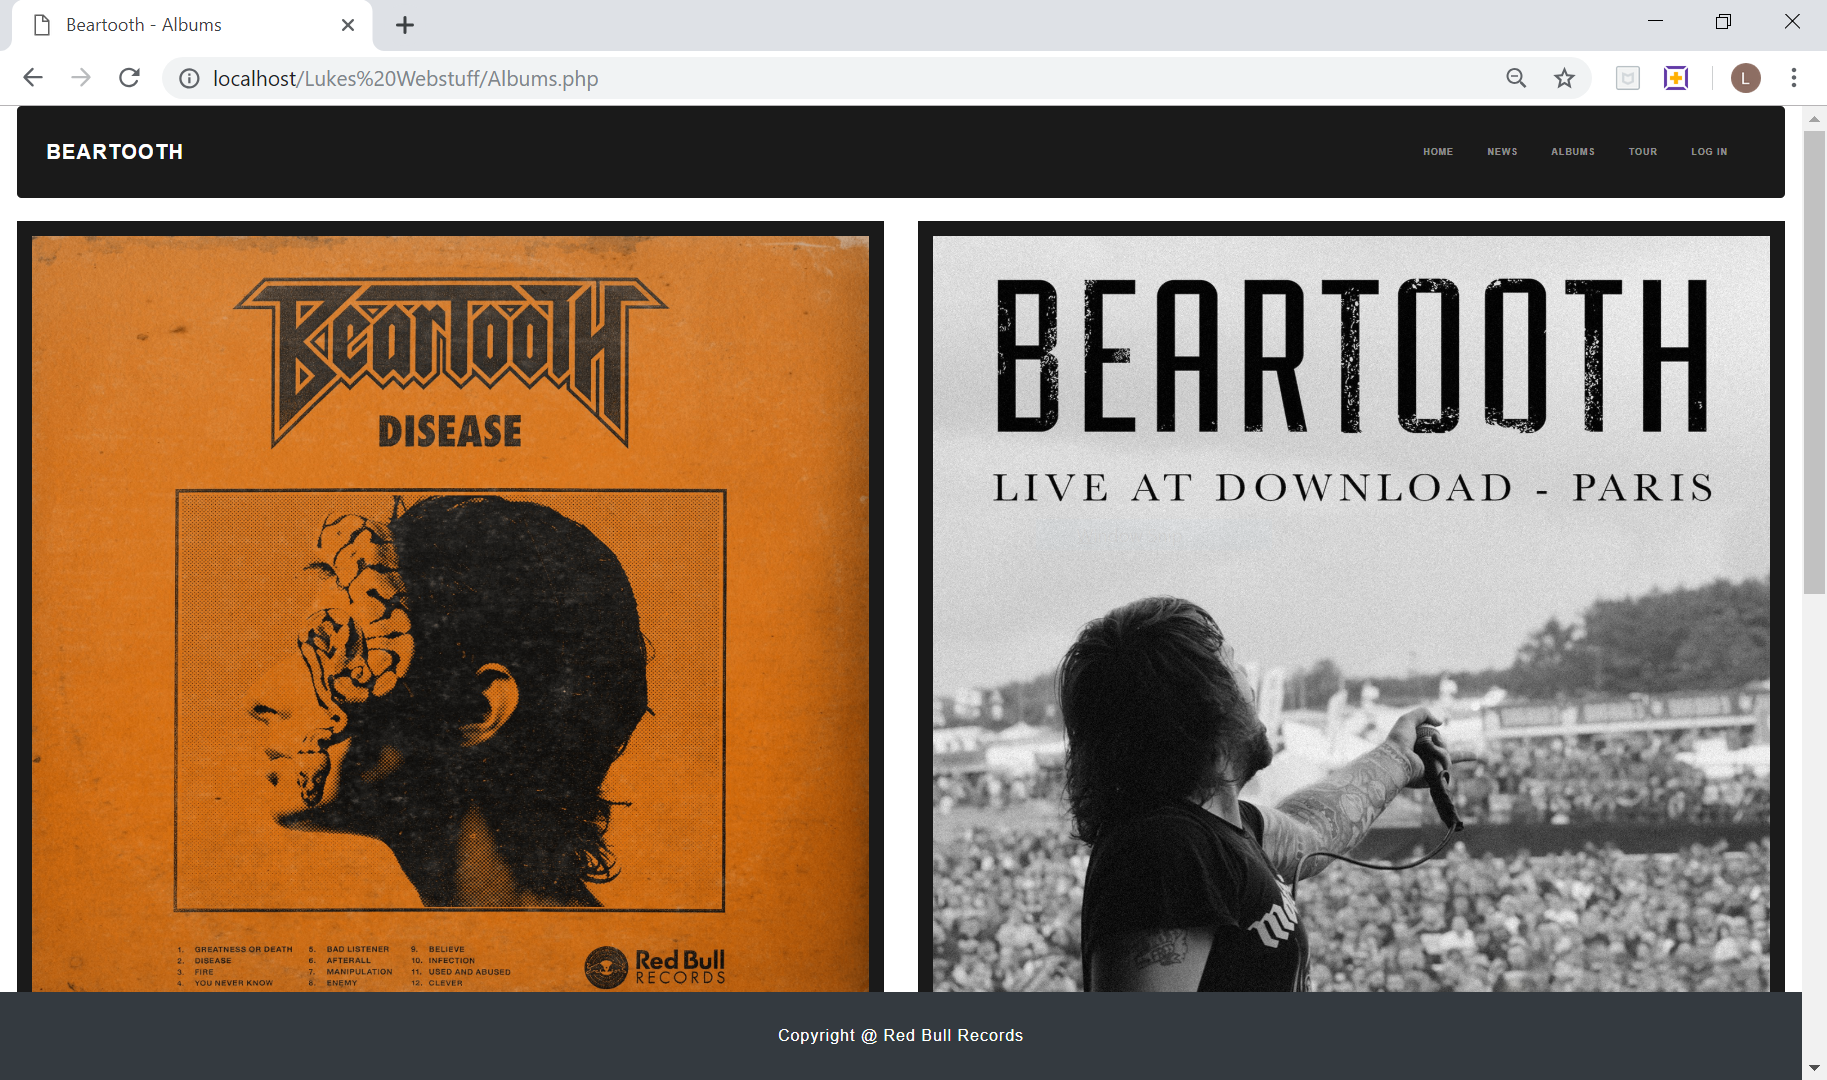 Beartooth - Albums
localhost/Lukes%20Webstuff/Albums.php
L
BEARTOOTH
HOME NEWS ALBUMS TOUR LOG IN
BearTooth
DISEASE
1. GREATNESS OR DEATH
2. DISEASE
3. FIRE
4. YOU NEVER KNOW
5. BAD LISTENER
6. AFTERALL
7. MANIPULATION
8. ENEMY
9. BELIEVE
10. INFECTION
11. USED AND ABUSED
12. CLEVER
Red Bull
RECORDS
BEARTOOTH
LIVE AT DOWNLOAD - PARIS
Copyright @ Red Bull Records